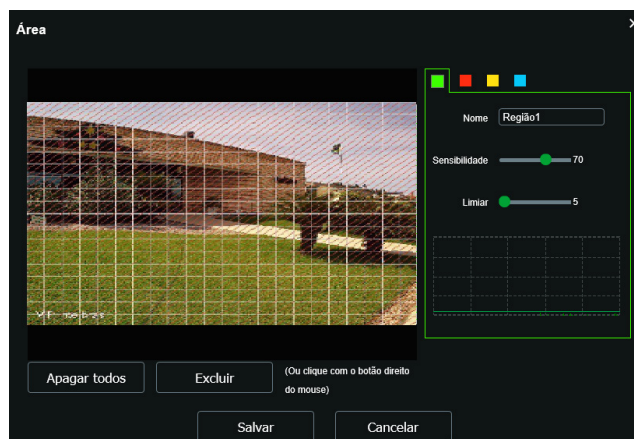 Área
×
Nome
Região1
Sensibilidade
70
Limiar
5
Apagar todos
Excluir
(Ou clique com o botão direito
do mouse)
Salvar
Cancelar